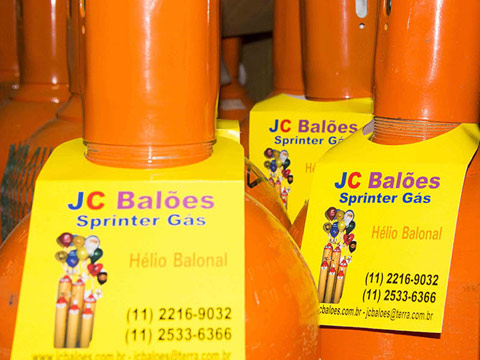 JC Balões
Sprinter Gás
Hélio Balonal
(11) 2216-9032
(11) 2533-6366
www.jcbaloes.com.br - jcbaloes@terra.com.br
JC Balões
Sprinter Gás
JC Balões
Sprinter Gás
Hélio Balonal
(11) 2216-9032
(11) 2533-6366
jcbaloes.com.br - jcbaloes@terra.com.br